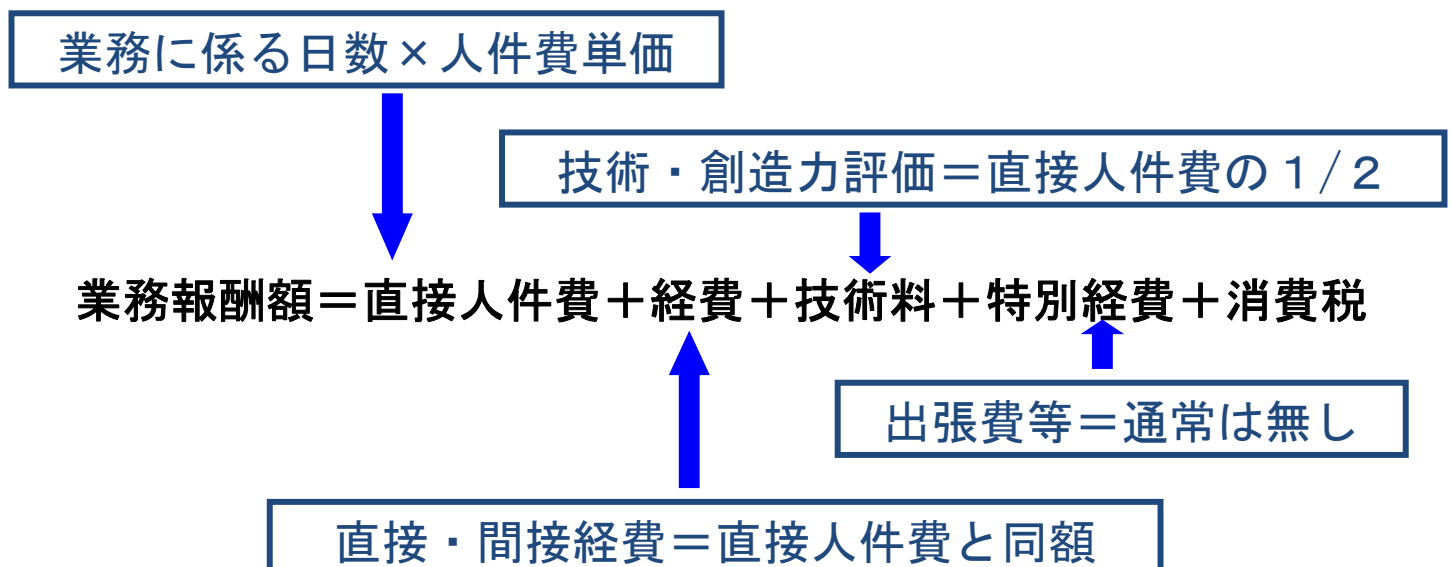 業務に係る日数×人件費単価
技術・創造力評価＝直接人件費の１/２
業務報酬額＝直接人件費＋経費＋技術料＋特別経費＋消費税
出張費等＝通常は無し
直接・間接経費＝直接人件費と同額